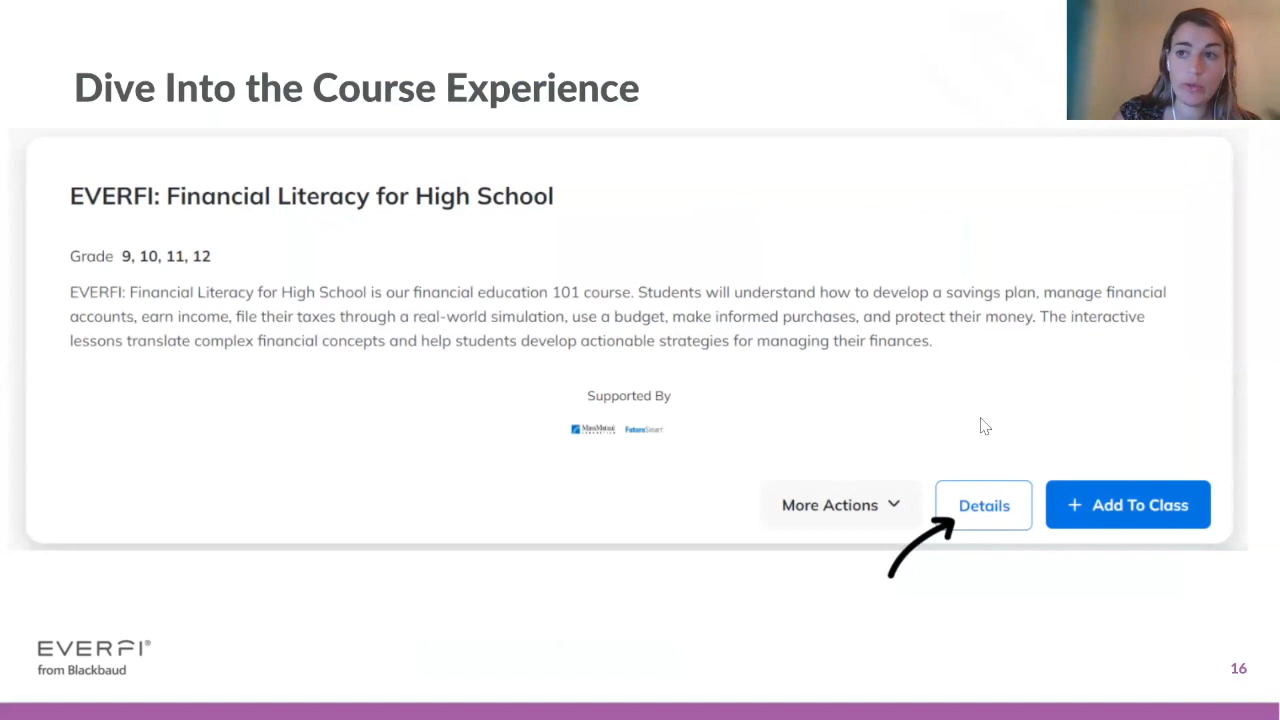 Dive Into the Course Experience
EVERFI: Financial Literacy for High School
Grade 9, 10, 11, 12
EVERFI: Financial Literacy for High School is our financial education 101 course. Students will understand how to develop a savings plan, manage financial
accounts, earn income, file their taxes through a real-world simulation, use a budget, make informed purchases, and protect their money. The interactive
lessons translate complex financial concepts and help students develop actionable strategies for managing their finances.
Supported By
MassMutual FutureSmart
More Actions
Details
+ Add To Class
EVERFI®
from Blackbaud
16